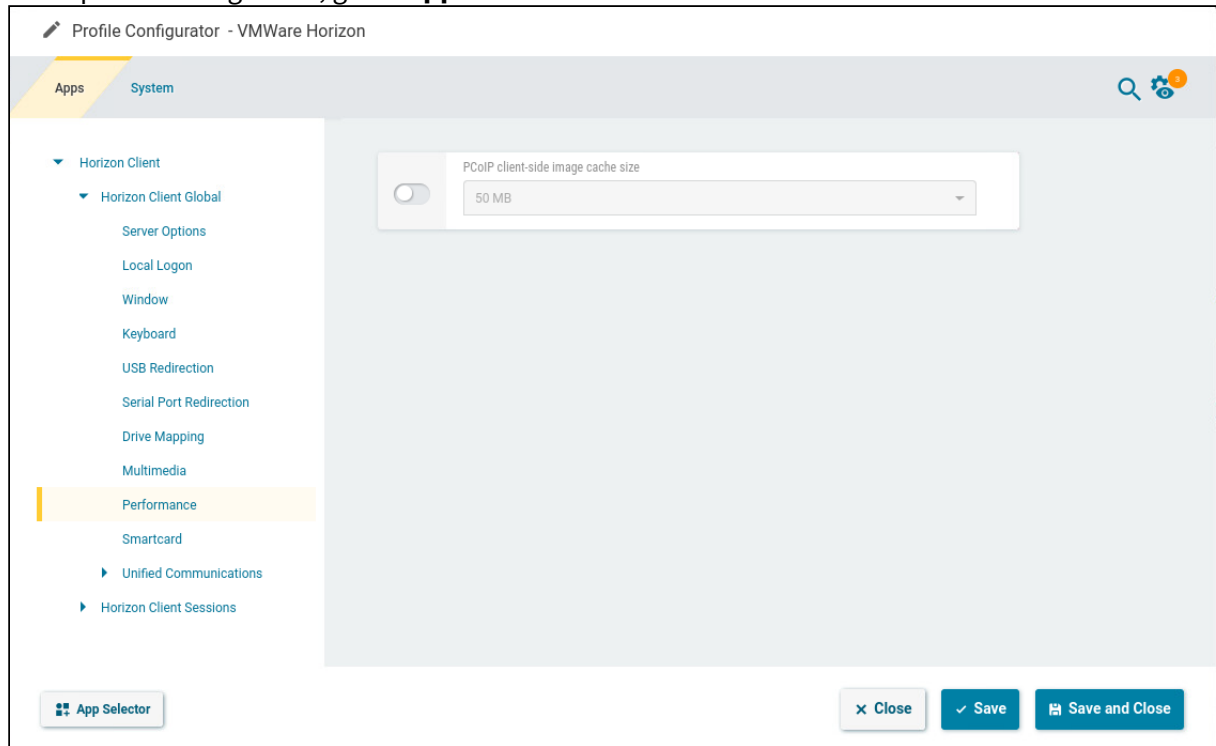 Profile Configurator - VMWare Horizon
Apps
System
3
Horizon Client
Horizon Client Global
Server Options
Local Logon
Window
Keyboard
USB Redirection
Serial Port Redirection
Drive Mapping
Multimedia
Performance
Smartcard
Unified Communications
Horizon Client Sessions
PCoIP client-side image cache size
50 MB
App Selector
Close
Save
Save and Close